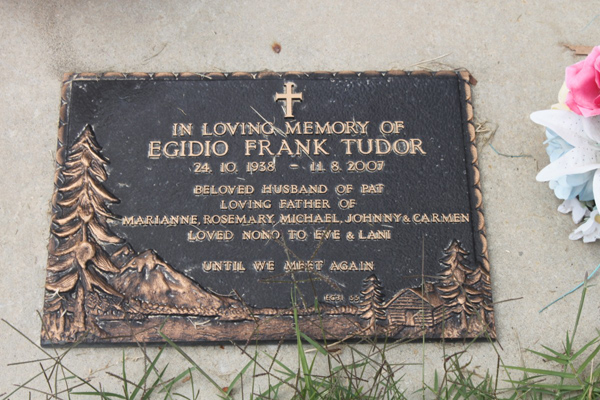 IN LOVING MEMORY OF
EGIDIO FRANK TUDOR
24.10.1938 - 11.8.2007
BELOVED HUSBAND OF PAT
LOVING FATHER OF
MARIANNE, ROSEMARY, MICHAEL, JOHNNY & CARMEN
LOVED NONO TO EVE & LANI
UNTIL WE MEET AGAIN